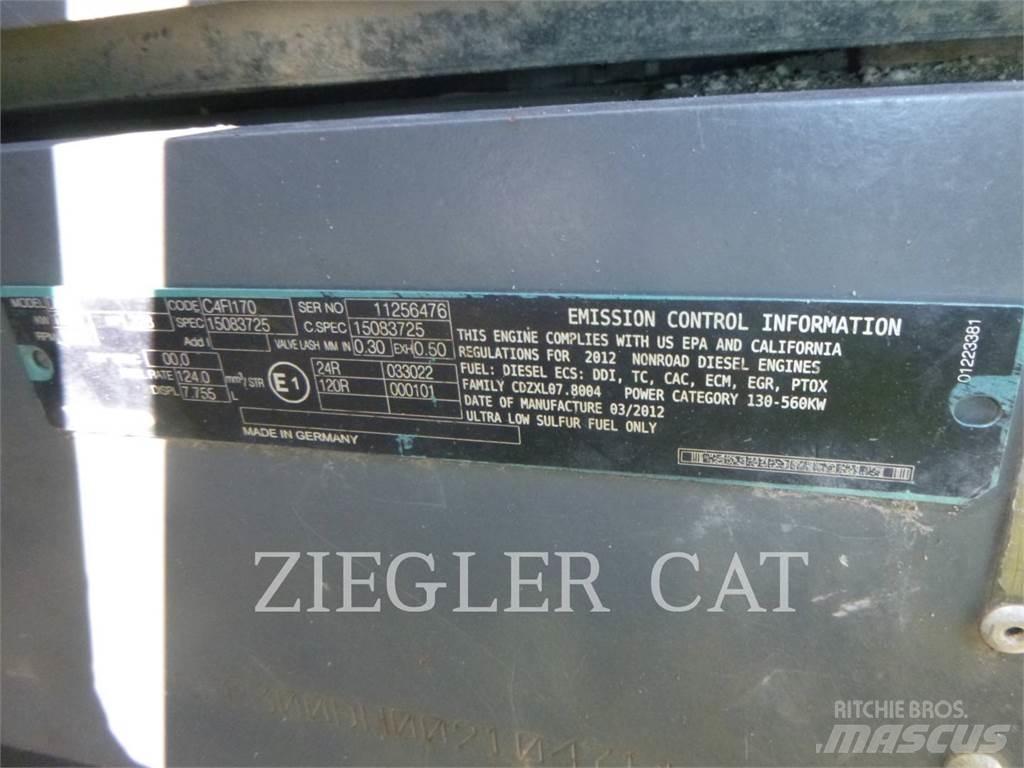 MODEL CODE C4FI170 SER NO 11256476
kW SPEC 15083725 C.SPEC 15083725
Add I VALVE LASH MM IN 0.30 EXH 0.50
00.0 24R 033022
RATE 124.0 mm³/STR E1 120R 000101
DISPL 7.755 L
MADE IN GERMANY
EMISSION CONTROL INFORMATION
THIS ENGINE COMPLIES WITH US EPA AND CALIFORNIA
REGULATIONS FOR 2012 NONROAD DIESEL ENGINES
FUEL: DIESEL ECS: DDI, TC, CAC, ECM, EGR, PTOX
FAMILY CDZXL07.8004 POWER CATEGORY 130-560KW
DATE OF MANUFACTURE 03/2012
ULTRA LOW SULFUR FUEL ONLY
01223381
ZIEGLER CAT
RITCHIE BROS.
MASCUS